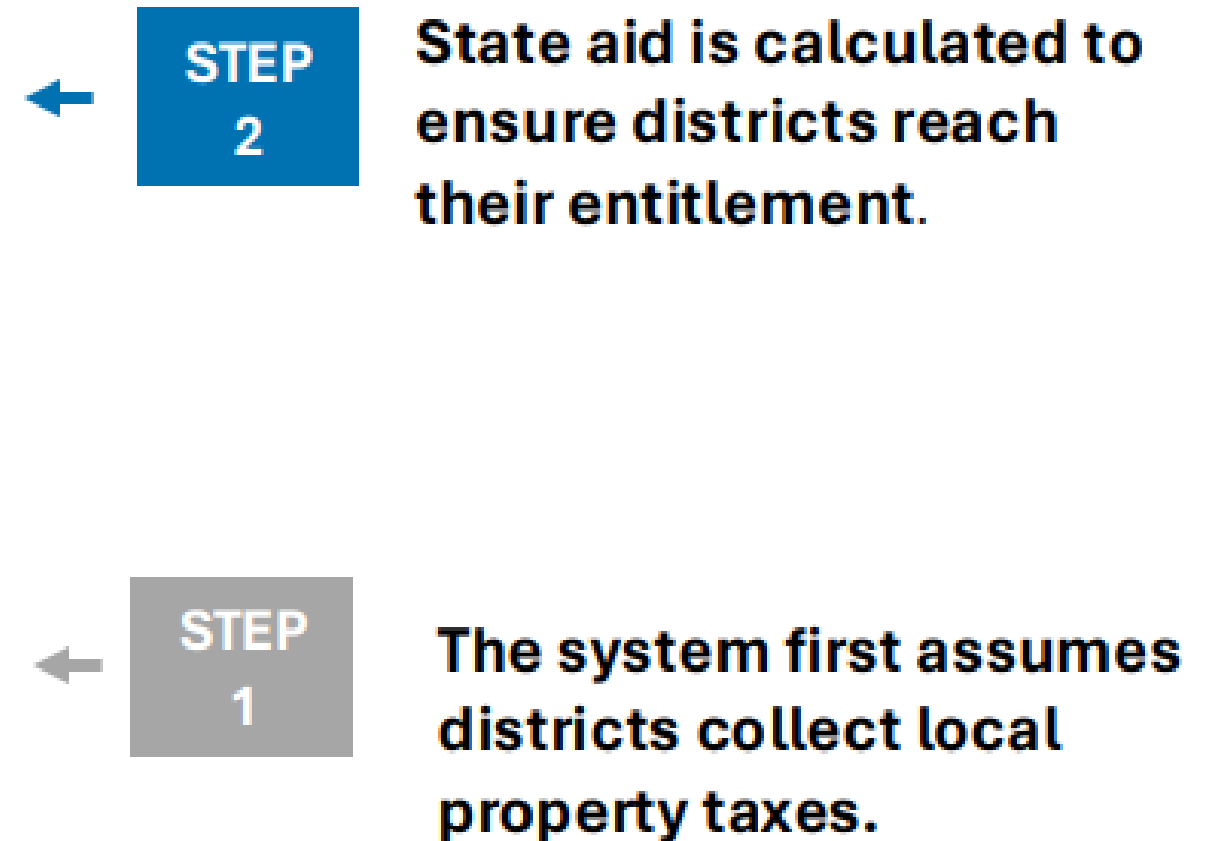 STEP
2
State aid is calculated to
ensure districts reach
their entitlement.
STEP
1
The system first assumes
districts collect local
property taxes.